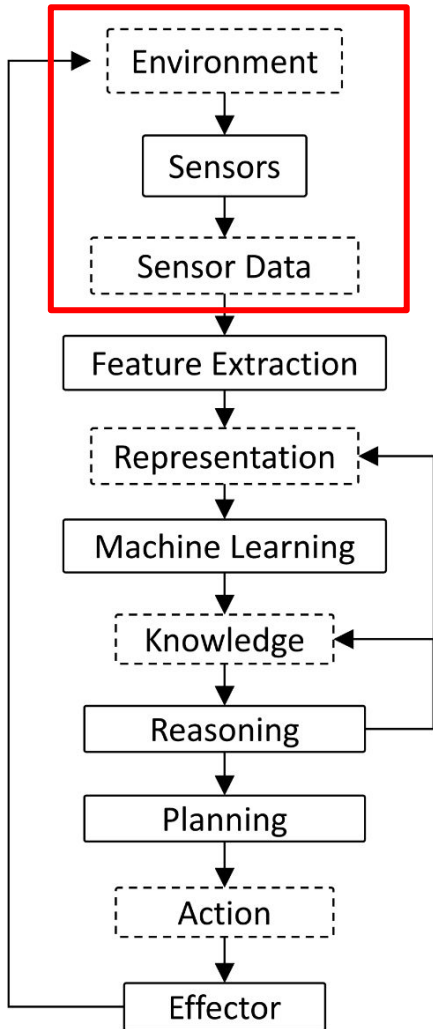 Environment
Sensors
Sensor Data
Feature Extraction
Representation
Machine Learning
Knowledge
Reasoning
Planning
Action
Effector